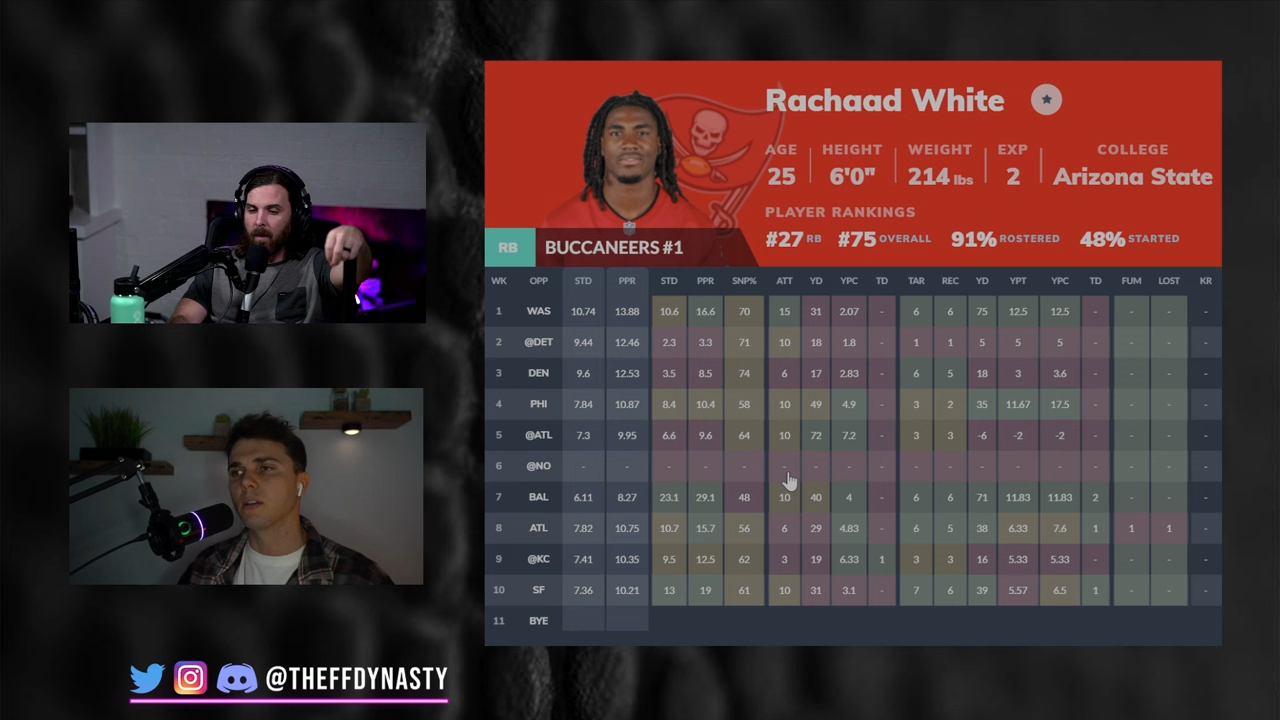 Rachaad White
AGE HEIGHT WEIGHT EXP COLLEGE
25 6'0" 214 lbs 2 Arizona State
PLAYER RANKINGS
#27 RB #75 OVERALL 91% ROSTERED 48% STARTED
RB BUCCANEERS #1
WK OPP STD PPR STD PPR SNP% ATT YD YPC TD TAR REC YD YPT YPC TD FUM LOST KR
1 WAS 10.74 13.88 10.6 16.6 70 15 31 2.07 - 6 6 75 12.5 12.5 - - - -
2 @DET 9.44 12.46 2.3 3.3 71 10 18 1.8 - 1 1 5 5 5 - - - -
3 DEN 9.6 12.53 3.5 8.5 74 6 17 2.83 - 6 5 18 3 3.6 - - - -
4 PHI 7.84 10.87 8.4 10.4 58 10 49 4.9 - 3 2 35 11.67 17.5 - - - -
5 @ATL 7.3 9.95 6.6 9.6 64 10 72 7.2 - 3 3 -6 -2 -2 - - - -
6 @NO - - - - - - - - - - - - - - - - - -
7 BAL 6.11 8.27 23.1 29.1 48 10 40 4 - 6 6 71 11.83 11.83 2 - - -
8 ATL 7.82 10.75 10.7 15.7 56 6 29 4.83 - 6 5 38 6.33 7.6 1 1 1 -
9 @KC 7.41 10.35 9.5 12.5 62 3 19 6.33 1 3 3 16 5.33 5.33 - - - -
10 SF 7.36 10.21 13 19 61 10 31 3.1 - 7 6 39 5.57 6.5 1 - - -
11 BYE
@THEFFDYNASTY